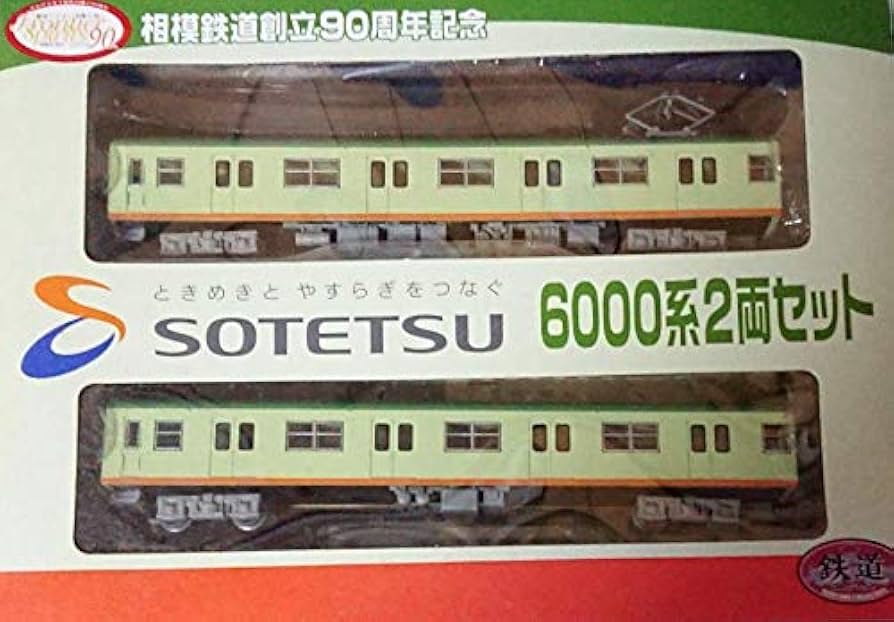 相模鉄道創立90周年記念
ときめきと やすらぎをつなぐ
SOTETSU
6000系2両セット
鉄道